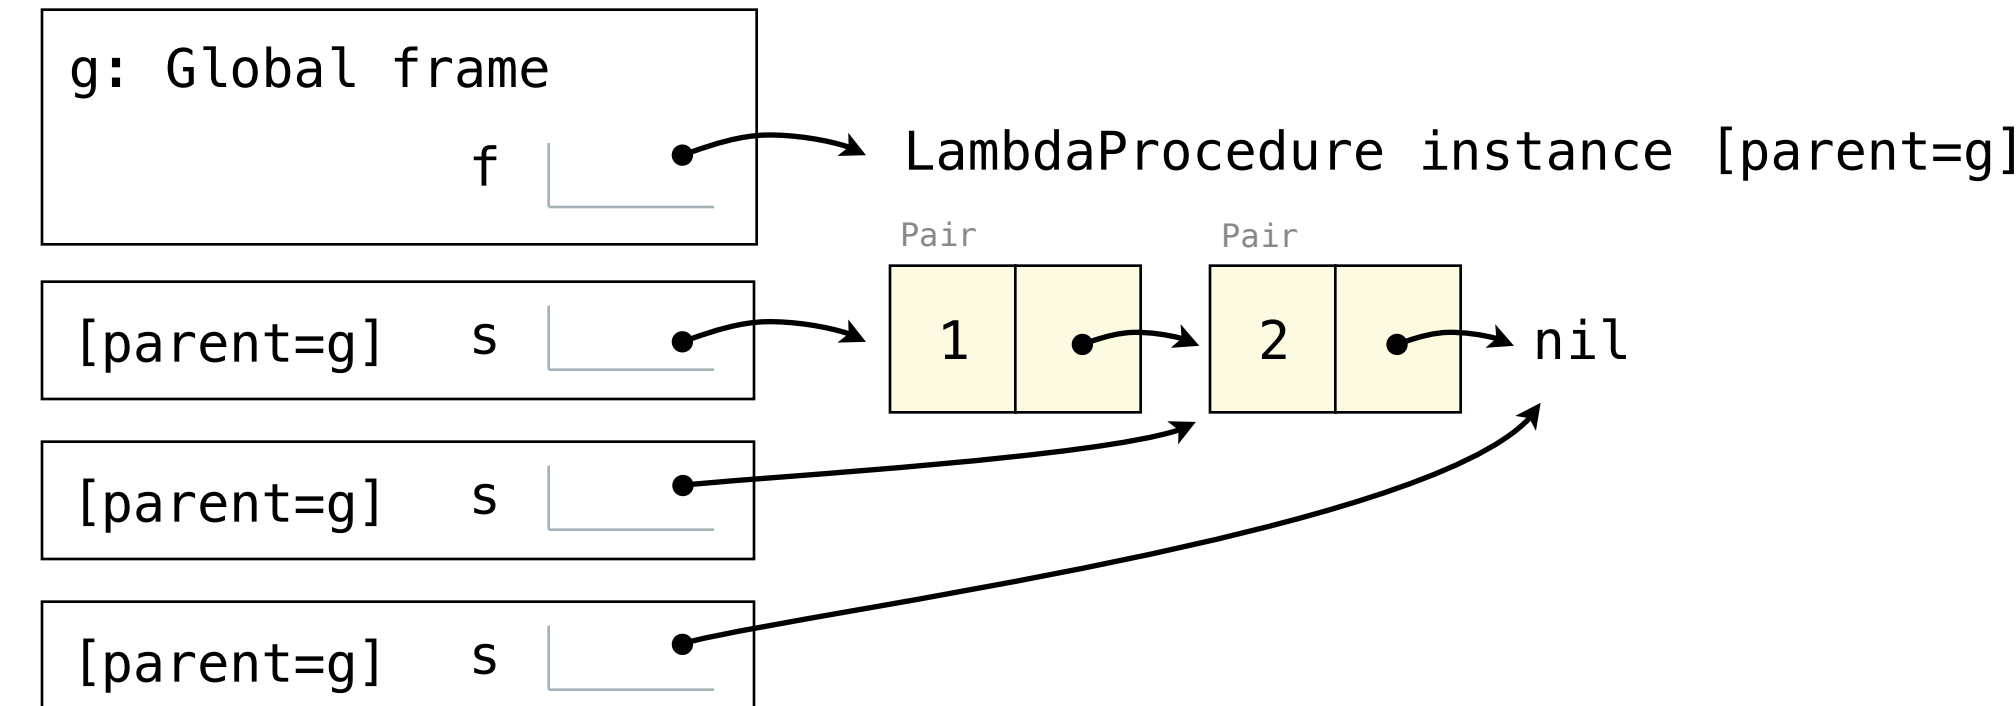 g: Global frame
f
LambdaProcedure instance [parent=g]
Pair Pair
[parent=g] s
1 2 nil
[parent=g] s
[parent=g] s